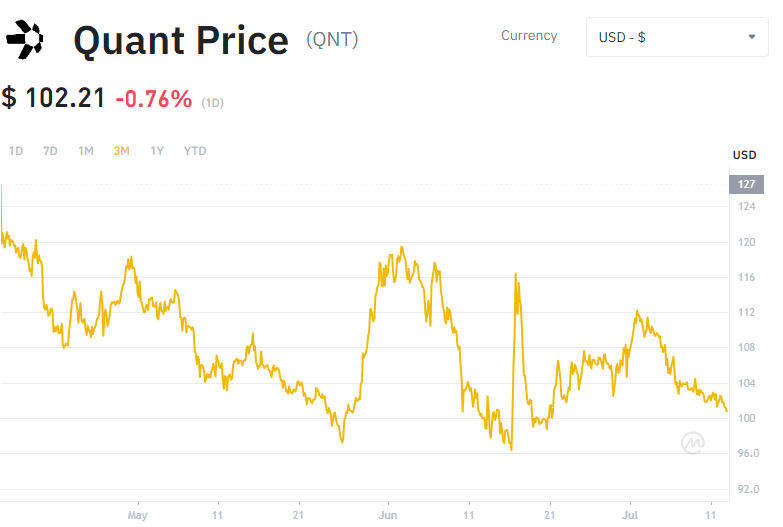 Quant Price (QNT)
Currency
USD - $
$ 102.21 -0.76% (1D)
1D 7D 1M 3M 1Y YTD
USD
127
124
120
116
112
108
104
100
96.0
92.0
May 11 21 Jun 11 21 Jul 11